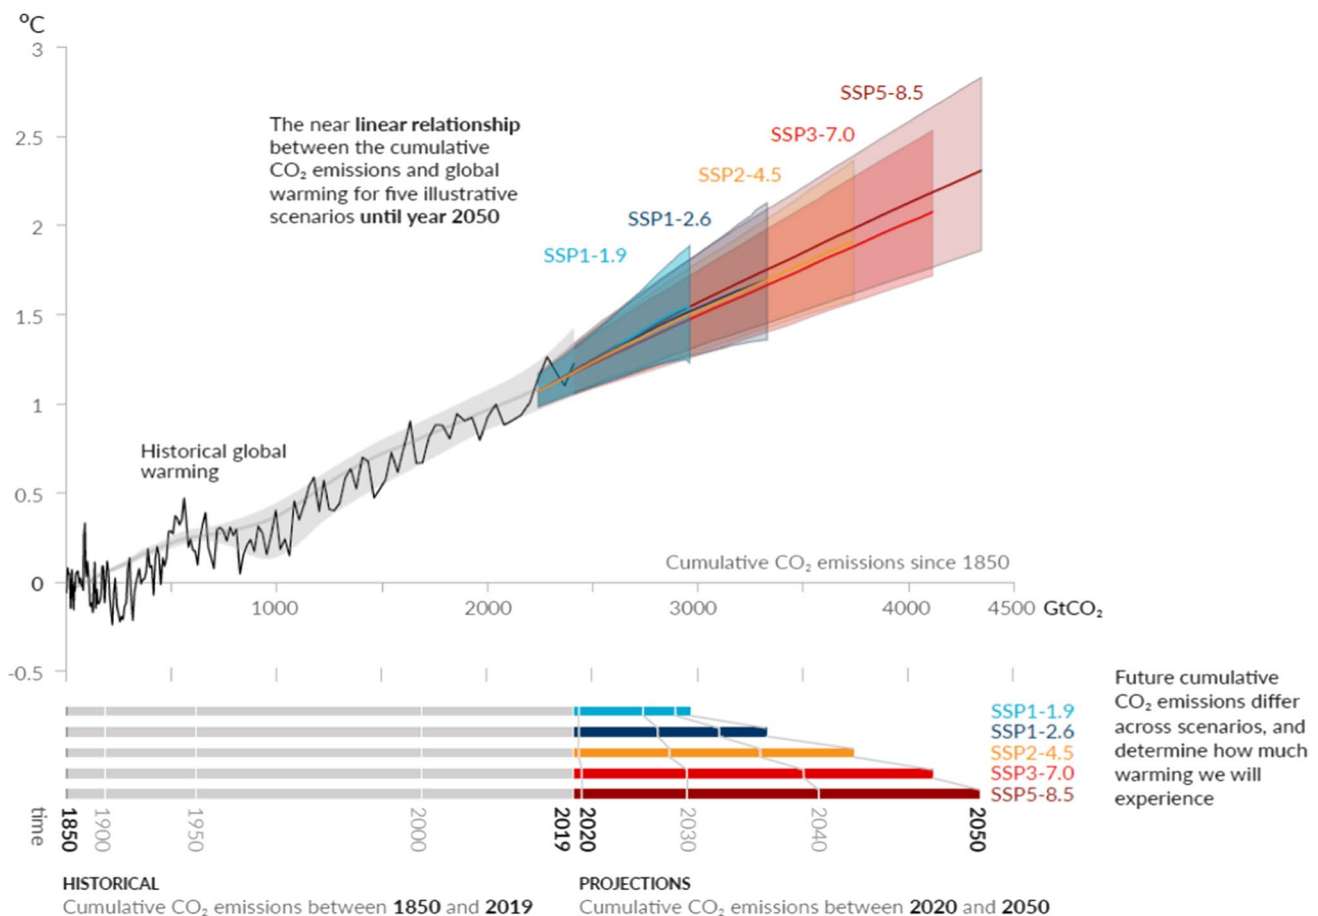 ºC
3
SSP5-8.5
The near linear relationship
between the cumulative
CO₂ emissions and global
warming for five illustrative
scenarios until year 2050
2.5
SSP3-7.0
SSP2-4.5
2
SSP1-2.6
SSP1-1.9
1.5
1
Historical global
warming
0.5
Cumulative CO₂ emissions since 1850
0
1000
2000
3000
4000
4500 GtCO₂
-0.5
Future cumulative
CO₂ emissions differ
across scenarios, and
determine how much
warming we will
experience
SSP1-1.9
SSP1-2.6
SSP2-4.5
SSP3-7.0
SSP5-8.5
time
1850
1900
1950
2000
2019
2020
2030
2040
2050
HISTORICAL
Cumulative CO₂ emissions between 1850 and 2019
PROJECTIONS
Cumulative CO₂ emissions between 2020 and 2050